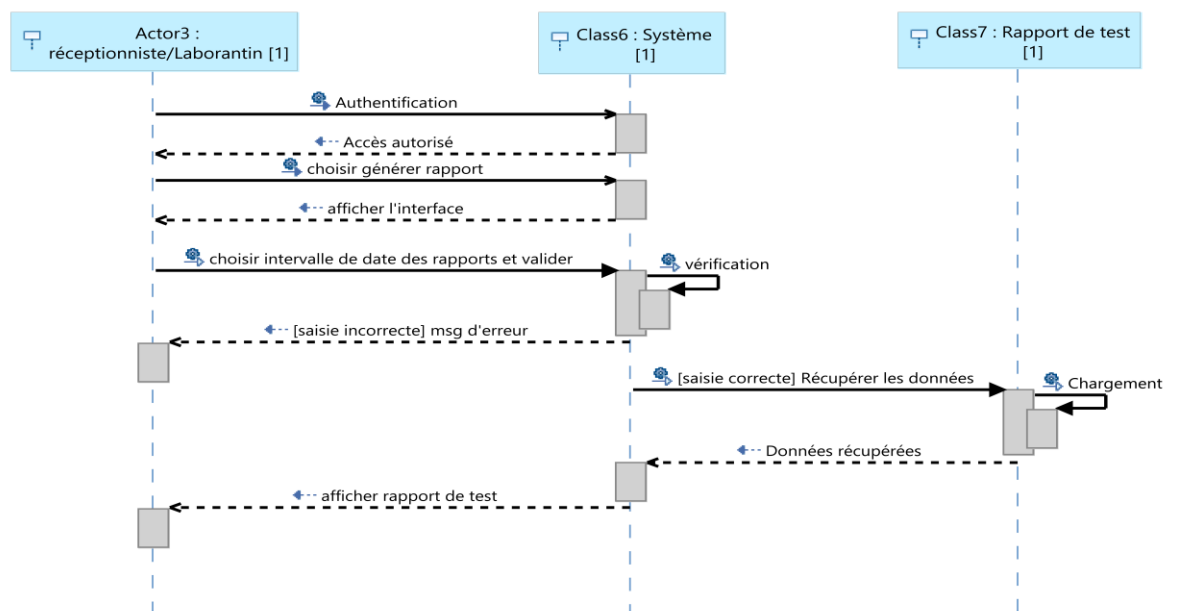 Actor3 :
réceptionniste/Laborantin [1]
Class6 : Système
[1]
Class7 : Rapport de test
[1]
Authentification
Accès autorisé
choisir générer rapport
afficher l'interface
choisir intervalle de date des rapports et valider
vérification
[saisie incorrecte] msg d'erreur
[saisie correcte] Récupérer les données
Chargement
Données récupérées
afficher rapport de test